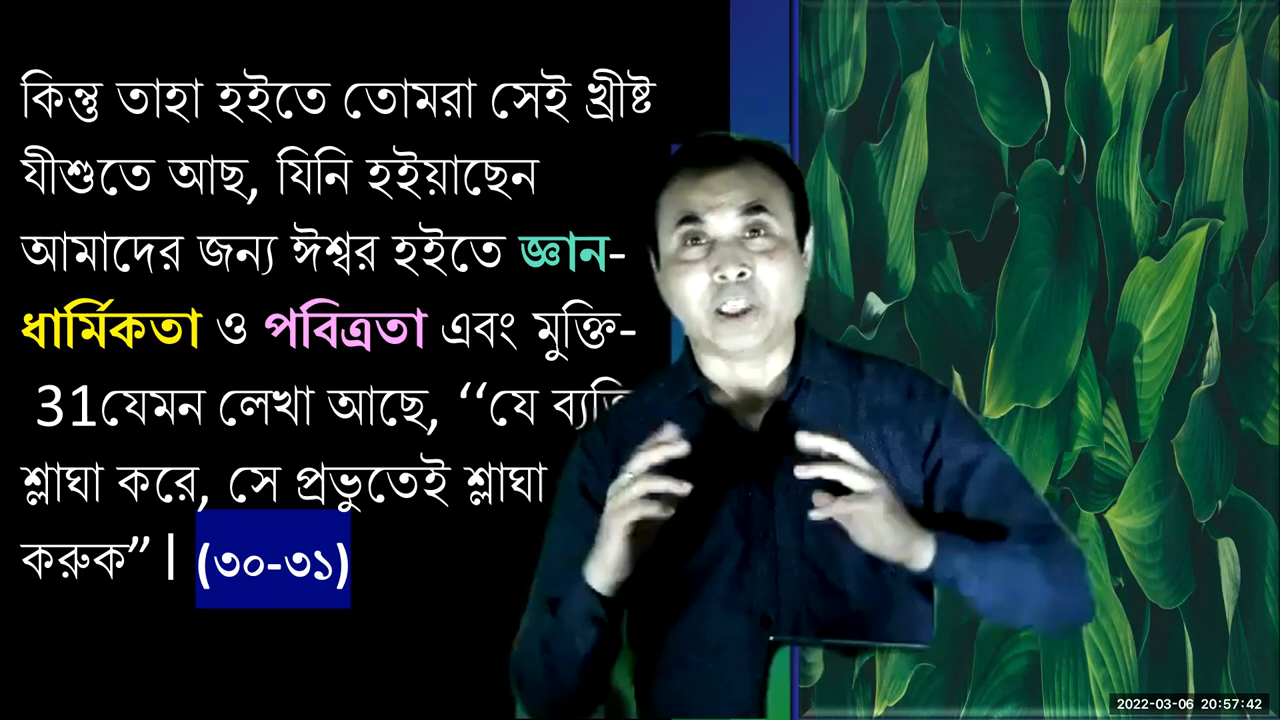 কিন্তু তাহা হইতে তোমরা সেই খ্রীষ্ট
যীশুতে আছ, যিনি হইয়াছেন
আমাদের জন্য ঈশ্বর হইতে জ্ঞান-
ধার্মিকতা ও পবিত্রতা এবং মুক্তি-
31যেমন লেখা আছে, ‘‘যে
শ্লাঘা করে, সে প্রভুতেই শ্লাঘা
করুক” | (৩০-৩১)
2022-03-06 20:57:42